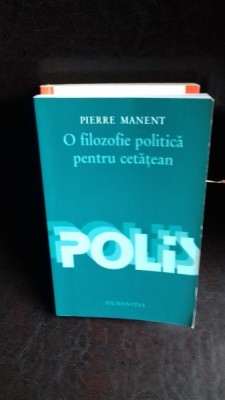 PIERRE MANENT
O filozofie politică
pentru cetățean
POLIS
HUMANITAS